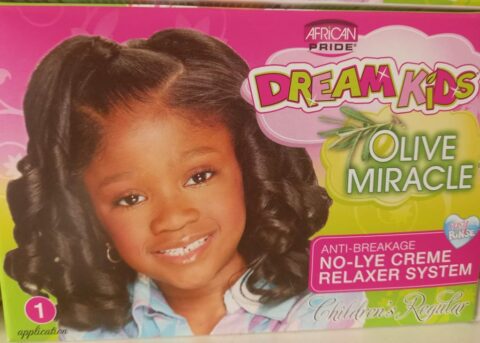 AFRICAN
PRIDE®
DREAM KIDS
OLIVE
MIRACLE
ANTI-BREAKAGE
NO-LYE CREME
RELAXER SYSTEM
Children's Regular
1
application